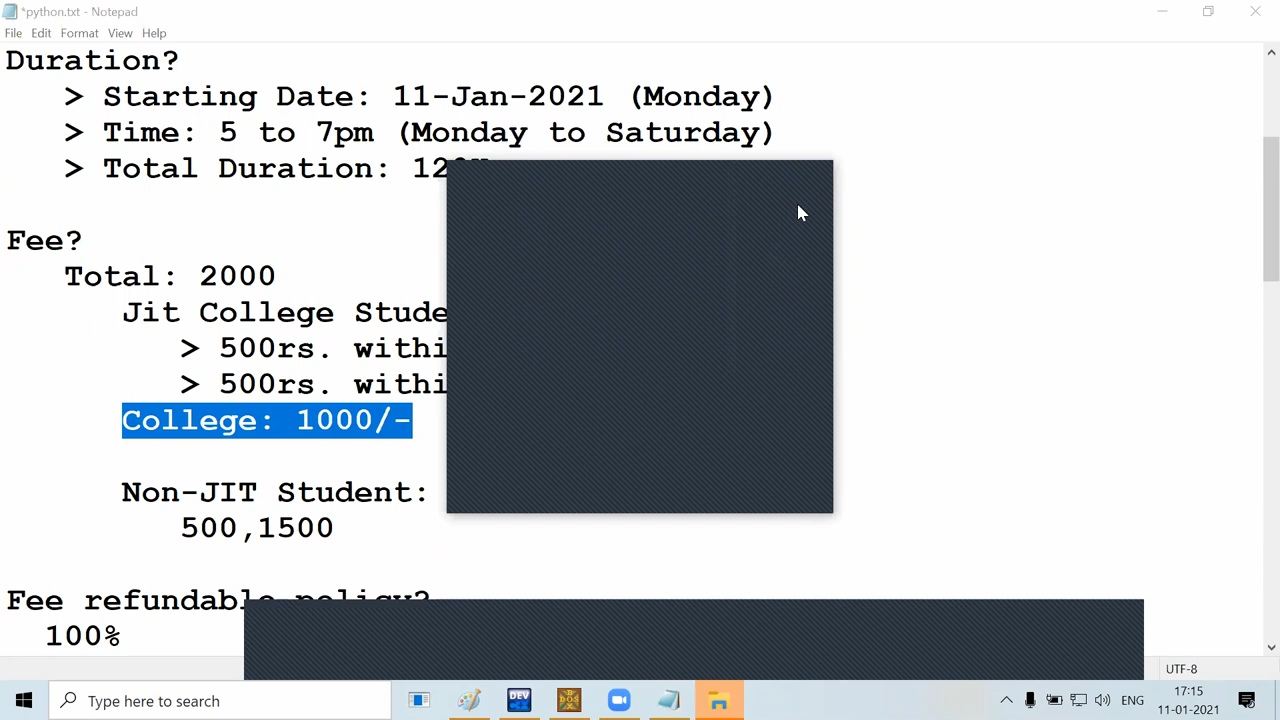 *python.txt - Notepad
File Edit Format View Help
Duration?
> Starting Date: 11-Jan-2021 (Monday)
> Time: 5 to 7pm (Monday to Saturday)
> Total Duration:
Fee?
Total: 2000
Jit College
> 500rs.
> 500rs.
College: 1000/-
Non-JIT Student:
500,1500
Fee refundable policy?
100%
UTF-8
Type here to search
DEV
C++
ENG
17:15
11-01-2021